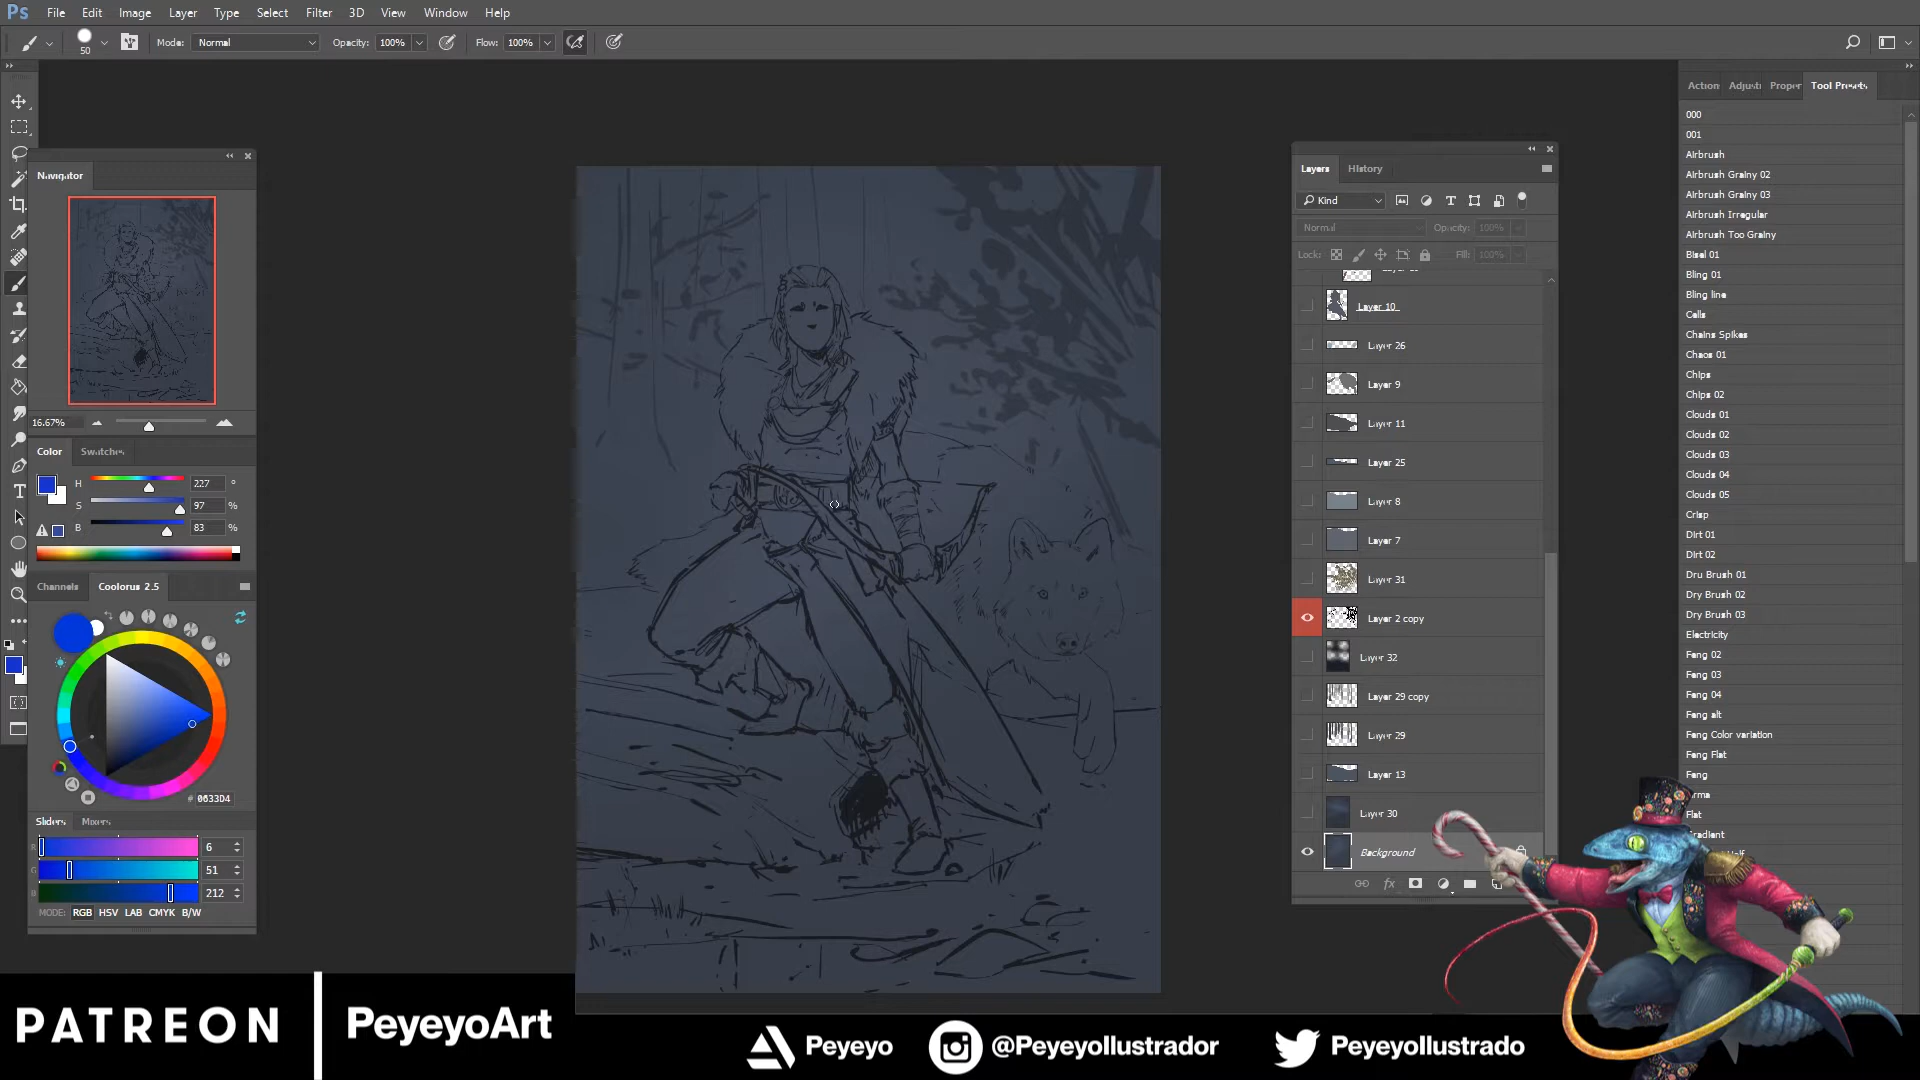 Ps File Edit Image Layer Type Select Filter 3D View Window Help
50 Mode: Normal Opacity: 100% Flow: 100%
Action Adjusti Proper Tool Presets
Navigator
16.67%
Color Swatches
H 227 °
S 97 %
B 83 %
Channels Coolorus 2.5
# 0633D4
Sliders Mixers
R 6
G 51
B 212
MODE: RGB HSV LAB CMYK B/W
Layers History
Kind
Normal Opacity: 100%
Lock: Fill: 100%
Layer 10
Layer 26
Layer 9
Layer 11
Layer 25
Layer 8
Layer 7
Layer 31
Layer 2 copy
Layer 32
Layer 29 copy
Layer 29
Layer 13
Layer 30
Background
fx
000
001
Airbrush
Airbrush Grainy 02
Airbrush Grainy 03
Airbrush Irregular
Airbrush Too Grainy
Bisel 01
Bling 01
Bling line
Cells
Chains Spikes
Chaos 01
Chips
Chips 02
Clouds 01
Clouds 02
Clouds 03
Clouds 04
Clouds 05
Crisp
Dirt 01
Dirt 02
Dru Brush 01
Dry Brush 02
Dry Brush 03
Electricity
Feng 02
Feng 03
Feng 04
Feng alt
Feng Color variation
Feng Flat
Feng
Flat
PATREON PeyeyoArt
Peyeyo @PeyeyoIlustrador PeyeyoIlustrado